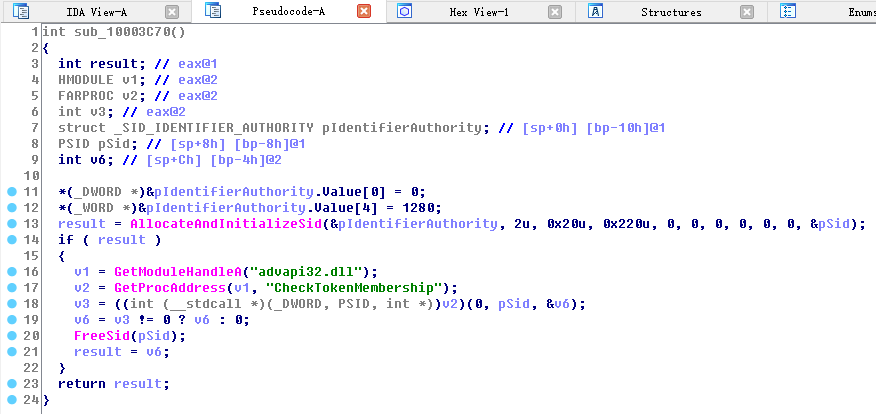 IDA View-A Pseudocode-A Hex View-1 Structures Enums
1 int sub_10003C70()
2 {
3 int result; // eax@1
4 HMODULE v1; // eax@2
5 FARPROC v2; // eax@2
6 int v3; // eax@2
7 struct _SID_IDENTIFIER_AUTHORITY pIdentifierAuthority; // [sp+0h] [bp-10h]@1
8 PSID pSid; // [sp+8h] [bp-8h]@1
9 int v6; // [sp+Ch] [bp-4h]@2
10
11 *(_DWORD *)&pIdentifierAuthority.Value[0] = 0;
12 *(_WORD *)&pIdentifierAuthority.Value[4] = 1280;
13 result = AllocateAndInitializeSid(&pIdentifierAuthority, 2u, 0x20u, 0x220u, 0, 0, 0, 0, 0, 0, &pSid);
14 if ( result )
15 {
16 v1 = GetModuleHandleA("advapi32.dll");
17 v2 = GetProcAddress(v1, "CheckTokenMembership");
18 v3 = ((int (__stdcall *)(_DWORD, PSID, int *))v2)(0, pSid, &v6);
19 v6 = v3 != 0 ? v6 : 0;
20 FreeSid(pSid);
21 result = v6;
22 }
23 return result;
24 }